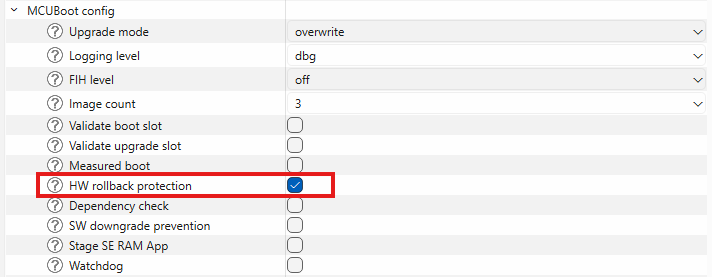 MCUBoot config
? Upgrade mode overwrite
? Logging level dbg
? FIH level off
? Image count 3
? Validate boot slot
? Validate upgrade slot
? Measured boot
? HW rollback protection
? Dependency check
? SW downgrade prevention
? Stage SE RAM App
? Watchdog